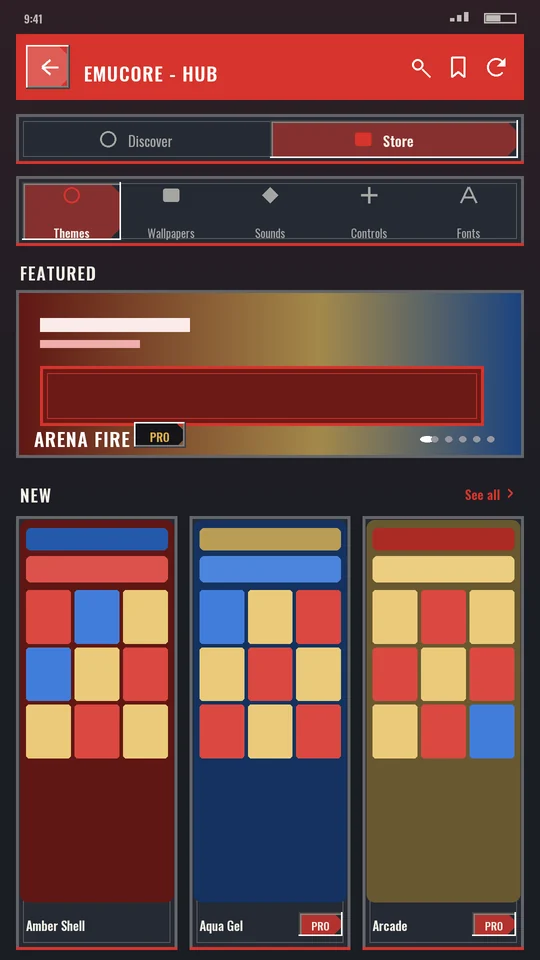 9:41
EMUCORE - HUB
Discover
Store
Themes
Wallpapers
Sounds
Controls
Fonts
FEATURED
ARENA FIRE PRO
NEW
See all
Amber Shell
Aqua Gel PRO
Arcade PRO